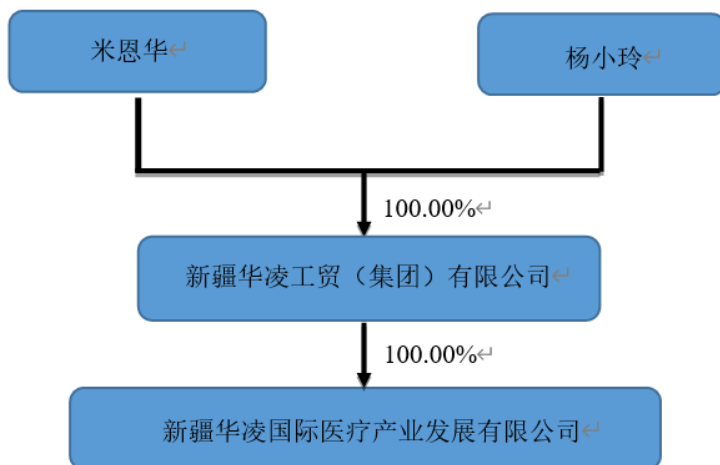 米恩华
杨小玲
100.00%
新疆华凌工贸（集团）有限公司
100.00%
新疆华凌国际医疗产业发展有限公司